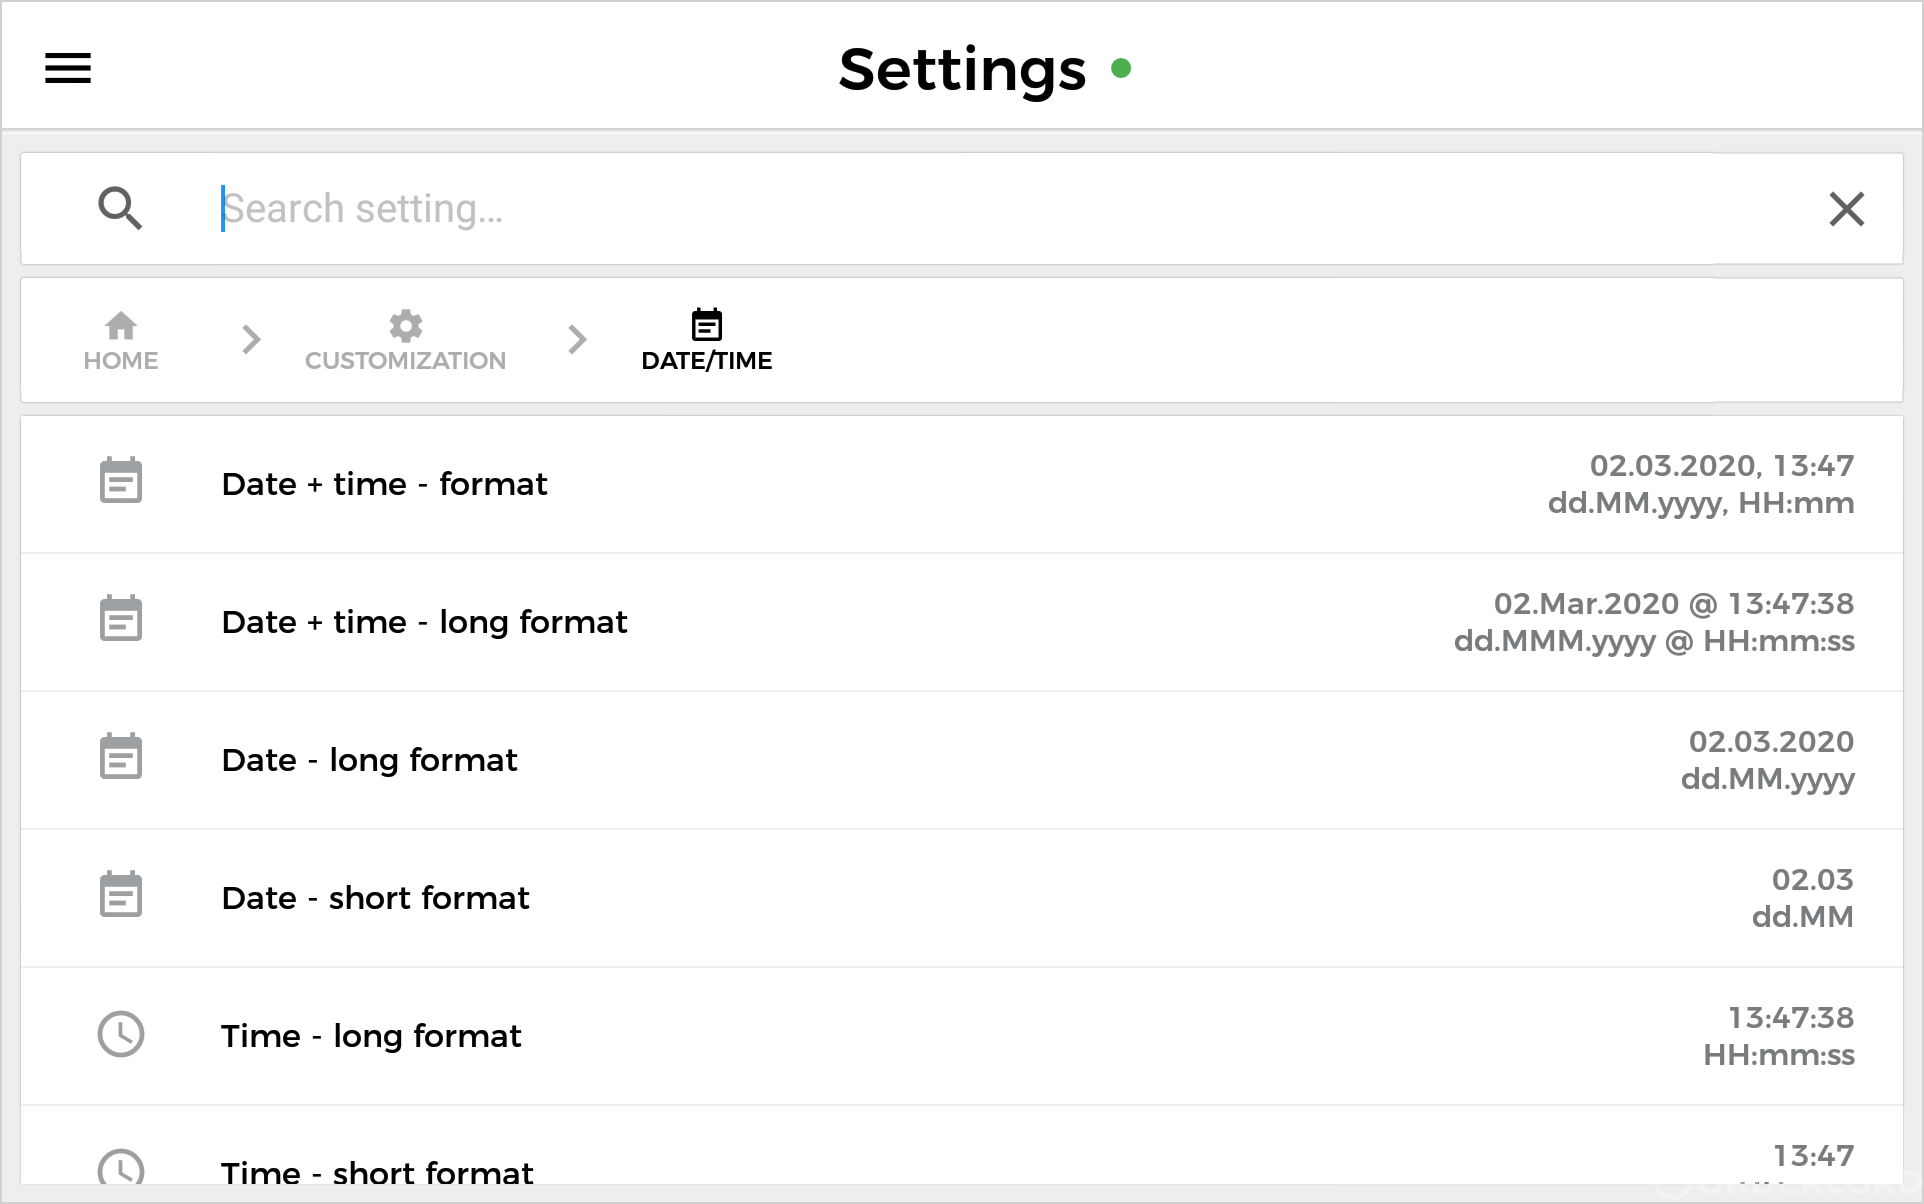 Settings
Search setting...
HOME
CUSTOMIZATION
DATE/TIME
Date + time - format
02.03.2020, 13:47
dd.MM.yyyy, HH:mm
Date + time - long format
02.Mar.2020 @ 13:47:38
dd.MMM.yyyy @ HH:mm:ss
Date - long format
02.03.2020
dd.MM.yyyy
Date - short format
02.03
dd.MM
Time - long format
13:47:38
HH:mm:ss
Time - short format
13:47